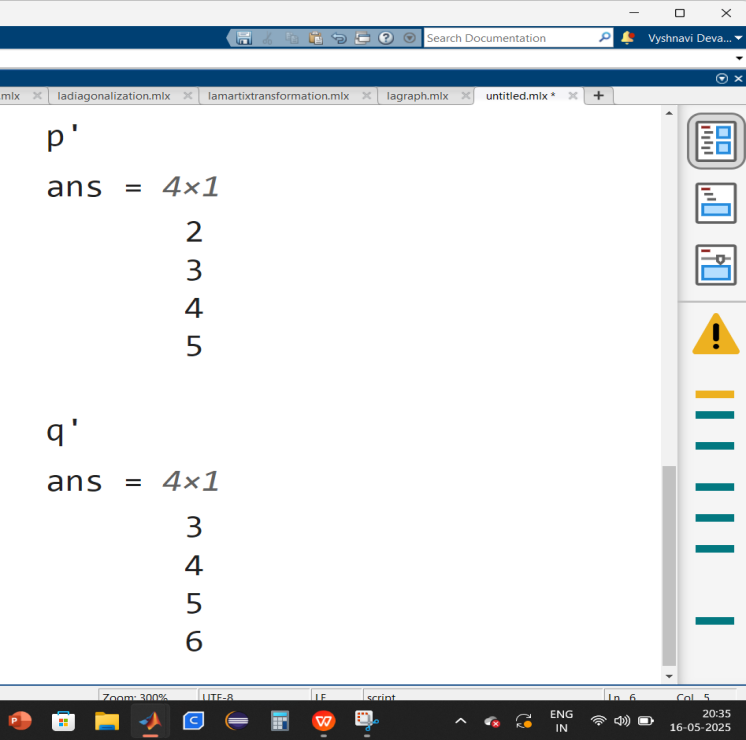 Search Documentation
Vyshnavi Deva...
.mlx
ladiagonalization.mlx
lamartixtransformation.mlx
lagraph.mlx
untitled.mlx *
p'
ans = 4×1
2
3
4
5
q'
ans = 4×1
3
4
5
6
Zoom: 300%
UTF-8
LF
script
Ln 6
Col 5
ENG
IN
20:35
16-05-2025